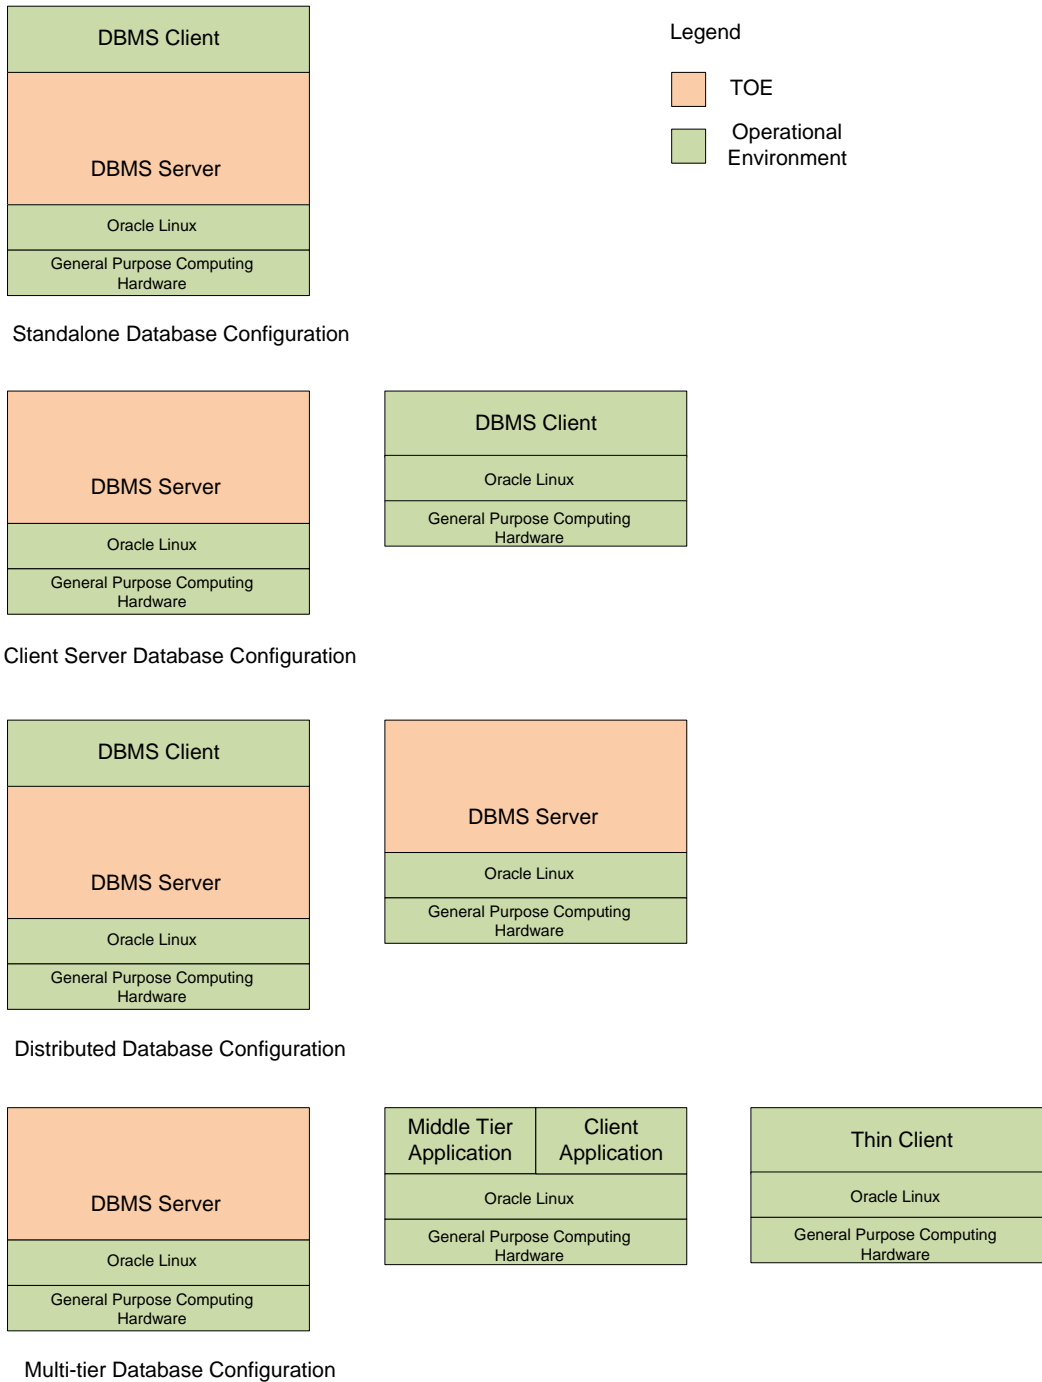 DBMS Client
DBMS Server
Oracle Linux
General Purpose Computing
Hardware
Legend
TOE
Operational
Environment
Standalone Database Configuration
DBMS Server
Oracle Linux
General Purpose Computing
Hardware
DBMS Client
Oracle Linux
General Purpose Computing
Hardware
Client Server Database Configuration
DBMS Client
DBMS Server
Oracle Linux
General Purpose Computing
Hardware
DBMS Server
Oracle Linux
General Purpose Computing
Hardware
Distributed Database Configuration
DBMS Server
Oracle Linux
General Purpose Computing
Hardware
Middle Tier
Application
Client
Application
Oracle Linux
General Purpose Computing
Hardware
Thin Client
Oracle Linux
General Purpose Computing
Hardware
Multi-tier Database Configuration